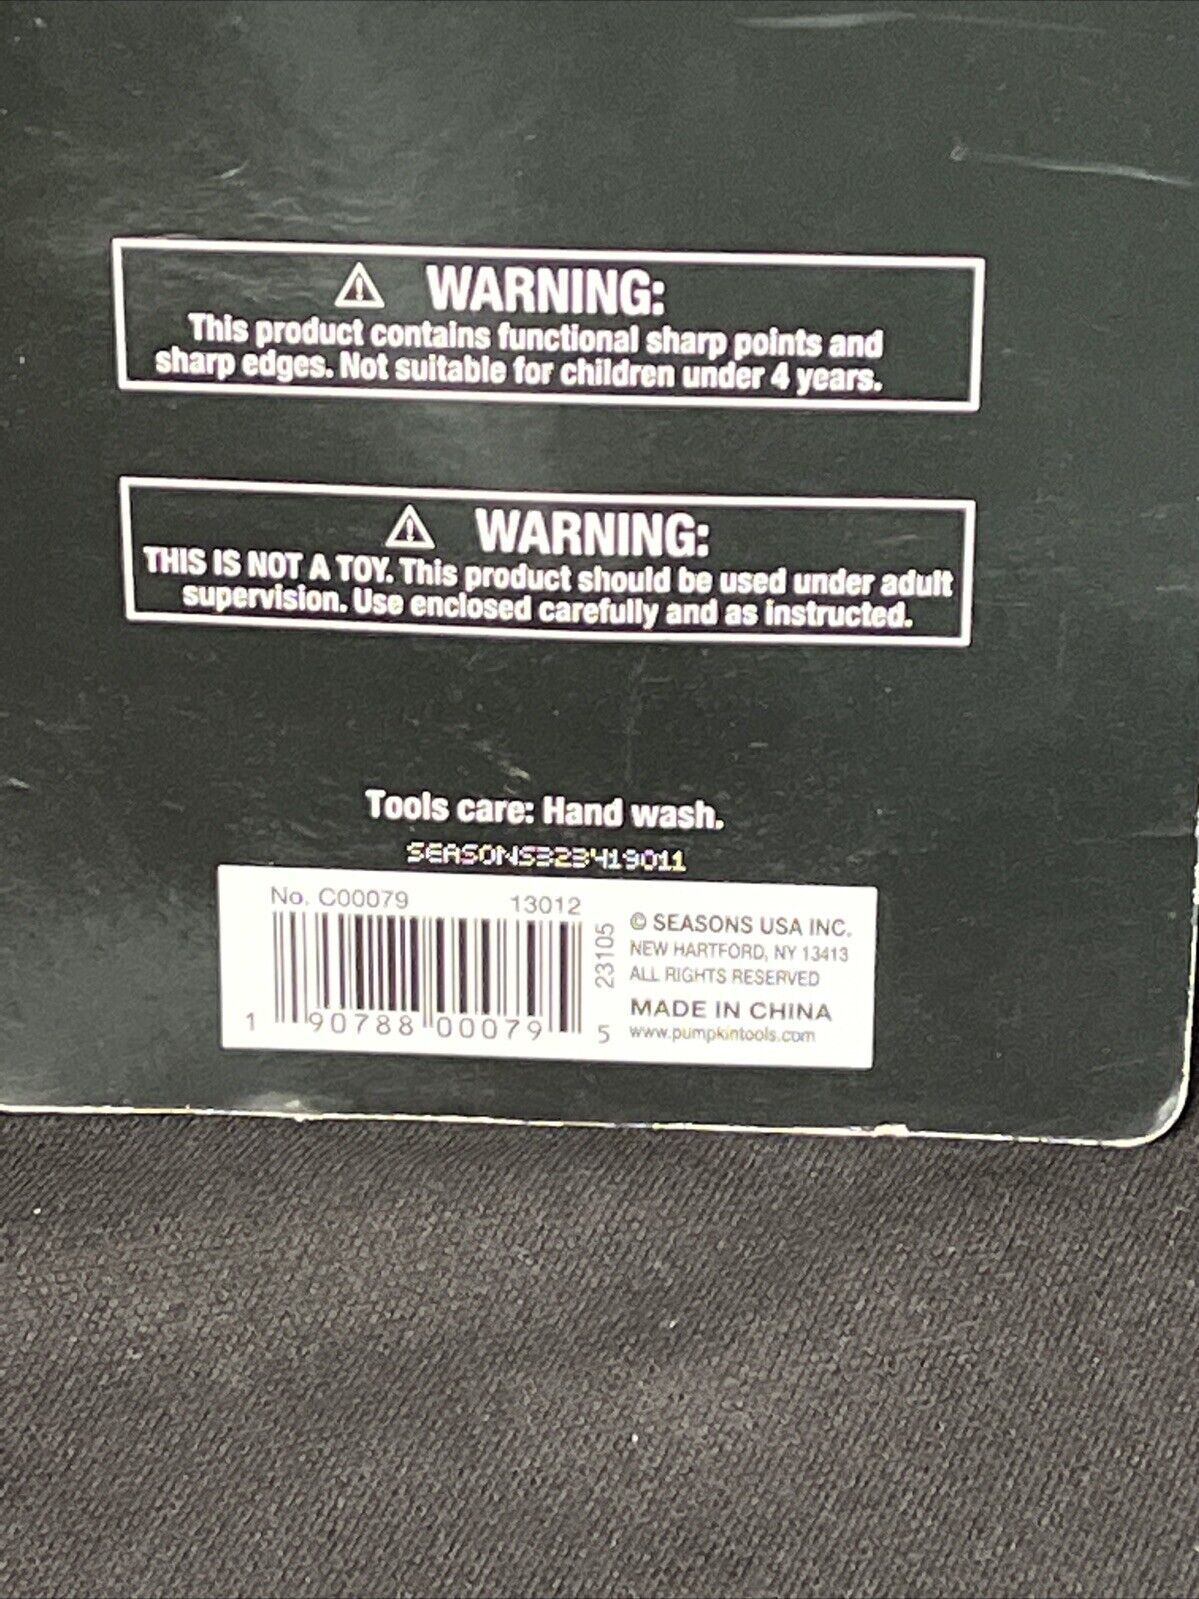 ⚠ WARNING:
This product contains functional sharp points and
sharp edges. Not suitable for children under 4 years.
⚠ WARNING:
THIS IS NOT A TOY. This product should be used under adult
supervision. Use enclosed carefully and as instructed.
Tools care: Hand wash.
SEASONS323419011
No. C00079 13012
1 90788 00079 5
23105
© SEASONS USA INC.
NEW HARTFORD, NY 13413
ALL RIGHTS RESERVED
MADE IN CHINA
www.pumpkintools.com